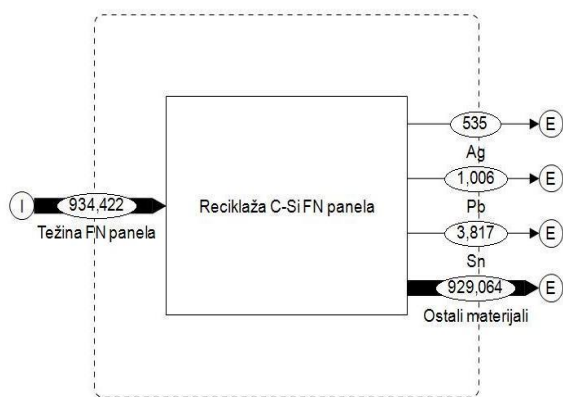 535
E
Ag
1,006
E
I
934,422
Reciklaža C-Si FN panela
Pb
Težina FN panela
3,817
E
Sn
929,064
E
Ostali materijali